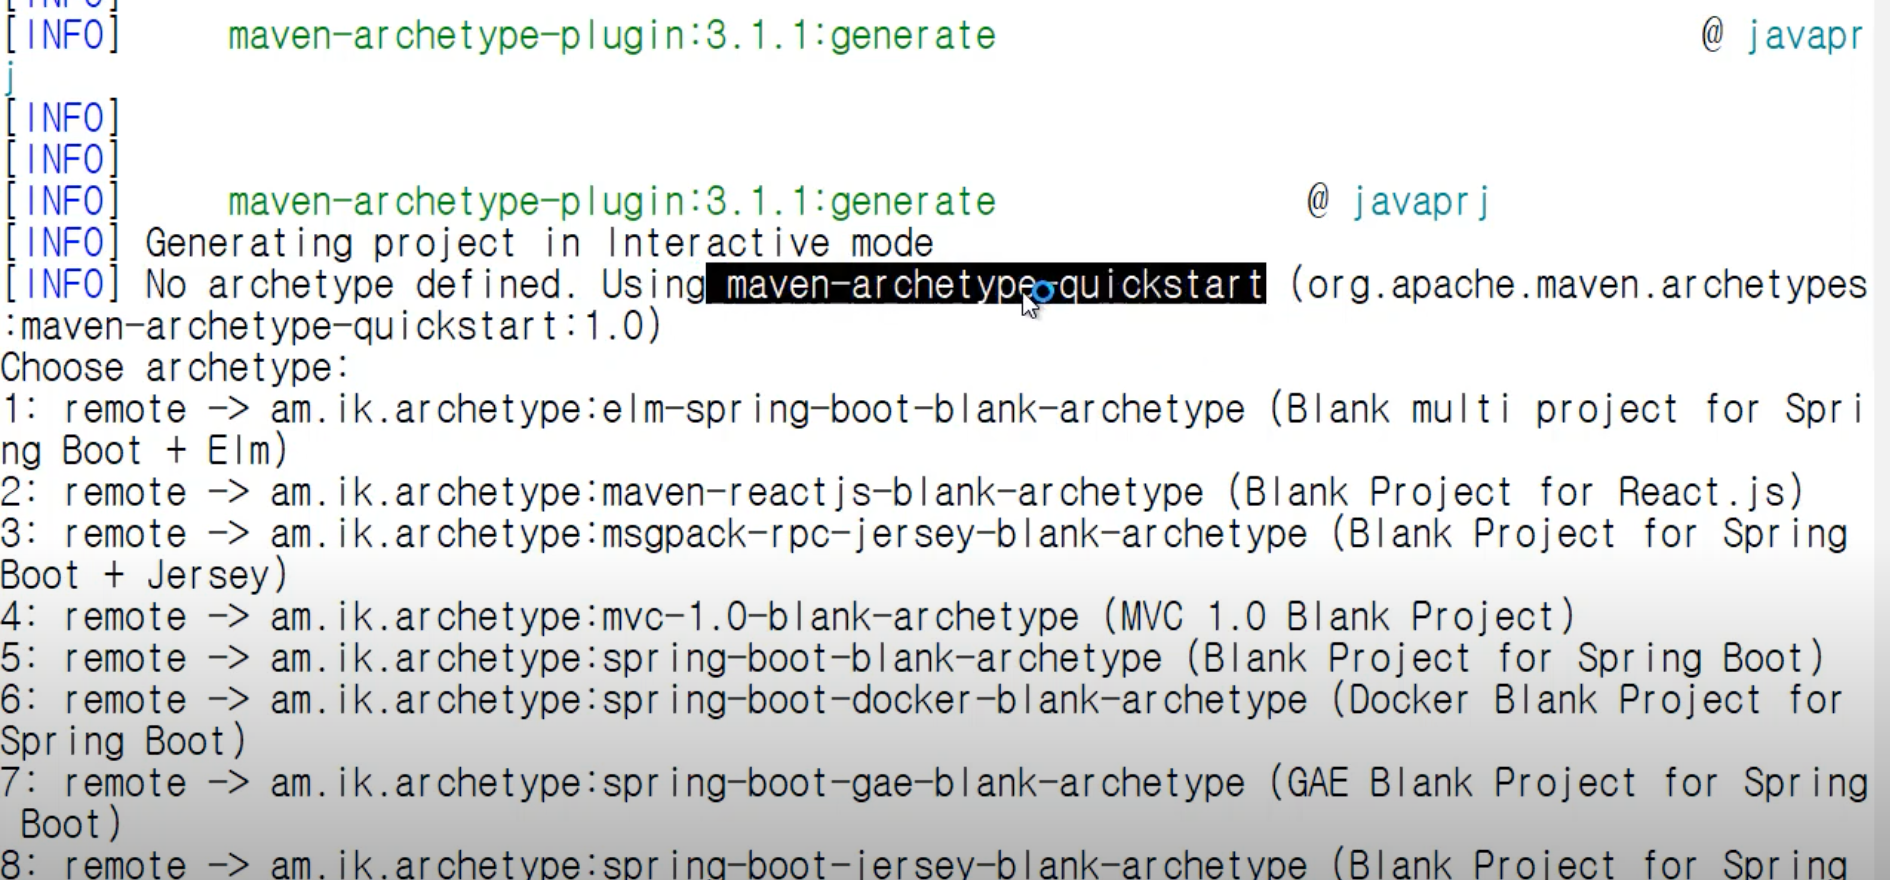 [INFO]
[INFO] maven-archetype-plugin:3.1.1:generate @ javapr
j
[INFO]
[INFO]
[INFO] maven-archetype-plugin:3.1.1:generate @ javaprj
[INFO] Generating project in Interactive mode
[INFO] No archetype defined. Using maven-archetype-quickstart (org.apache.maven.archetypes
:maven-archetype-quickstart:1.0)
Choose archetype:
1: remote -> am.ik.archetype:elm-spring-boot-blank-archetype (Blank multi project for Spri
ng Boot + Elm)
2: remote -> am.ik.archetype:maven-reactjs-blank-archetype (Blank Project for React.js)
3: remote -> am.ik.archetype:msgpack-rpc-jersey-blank-archetype (Blank Project for Spring
Boot + Jersey)
4: remote -> am.ik.archetype:mvc-1.0-blank-archetype (MVC 1.0 Blank Project)
5: remote -> am.ik.archetype:spring-boot-blank-archetype (Blank Project for Spring Boot)
6: remote -> am.ik.archetype:spring-boot-docker-blank-archetype (Docker Blank Project for
Spring Boot)
7: remote -> am.ik.archetype:spring-boot-gae-blank-archetype (GAE Blank Project for Spring
Boot)
8: remote -> am.ik.archetype:spring-boot-jersey-blank-archetype (Blank Project for Spring